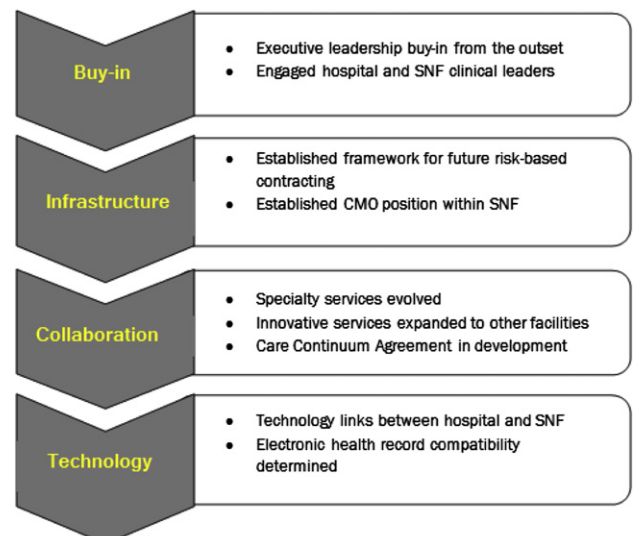 Buy-in
• Executive leadership buy-in from the outset
• Engaged hospital and SNF clinical leaders
Infrastructure
• Established framework for future risk-based
contracting
• Established CMO position within SNF
Collaboration
• Specialty services evolved
• Innovative services expanded to other facilities
• Care Continuum Agreement in development
Technology
• Technology links between hospital and SNF
• Electronic health record compatibility
determined